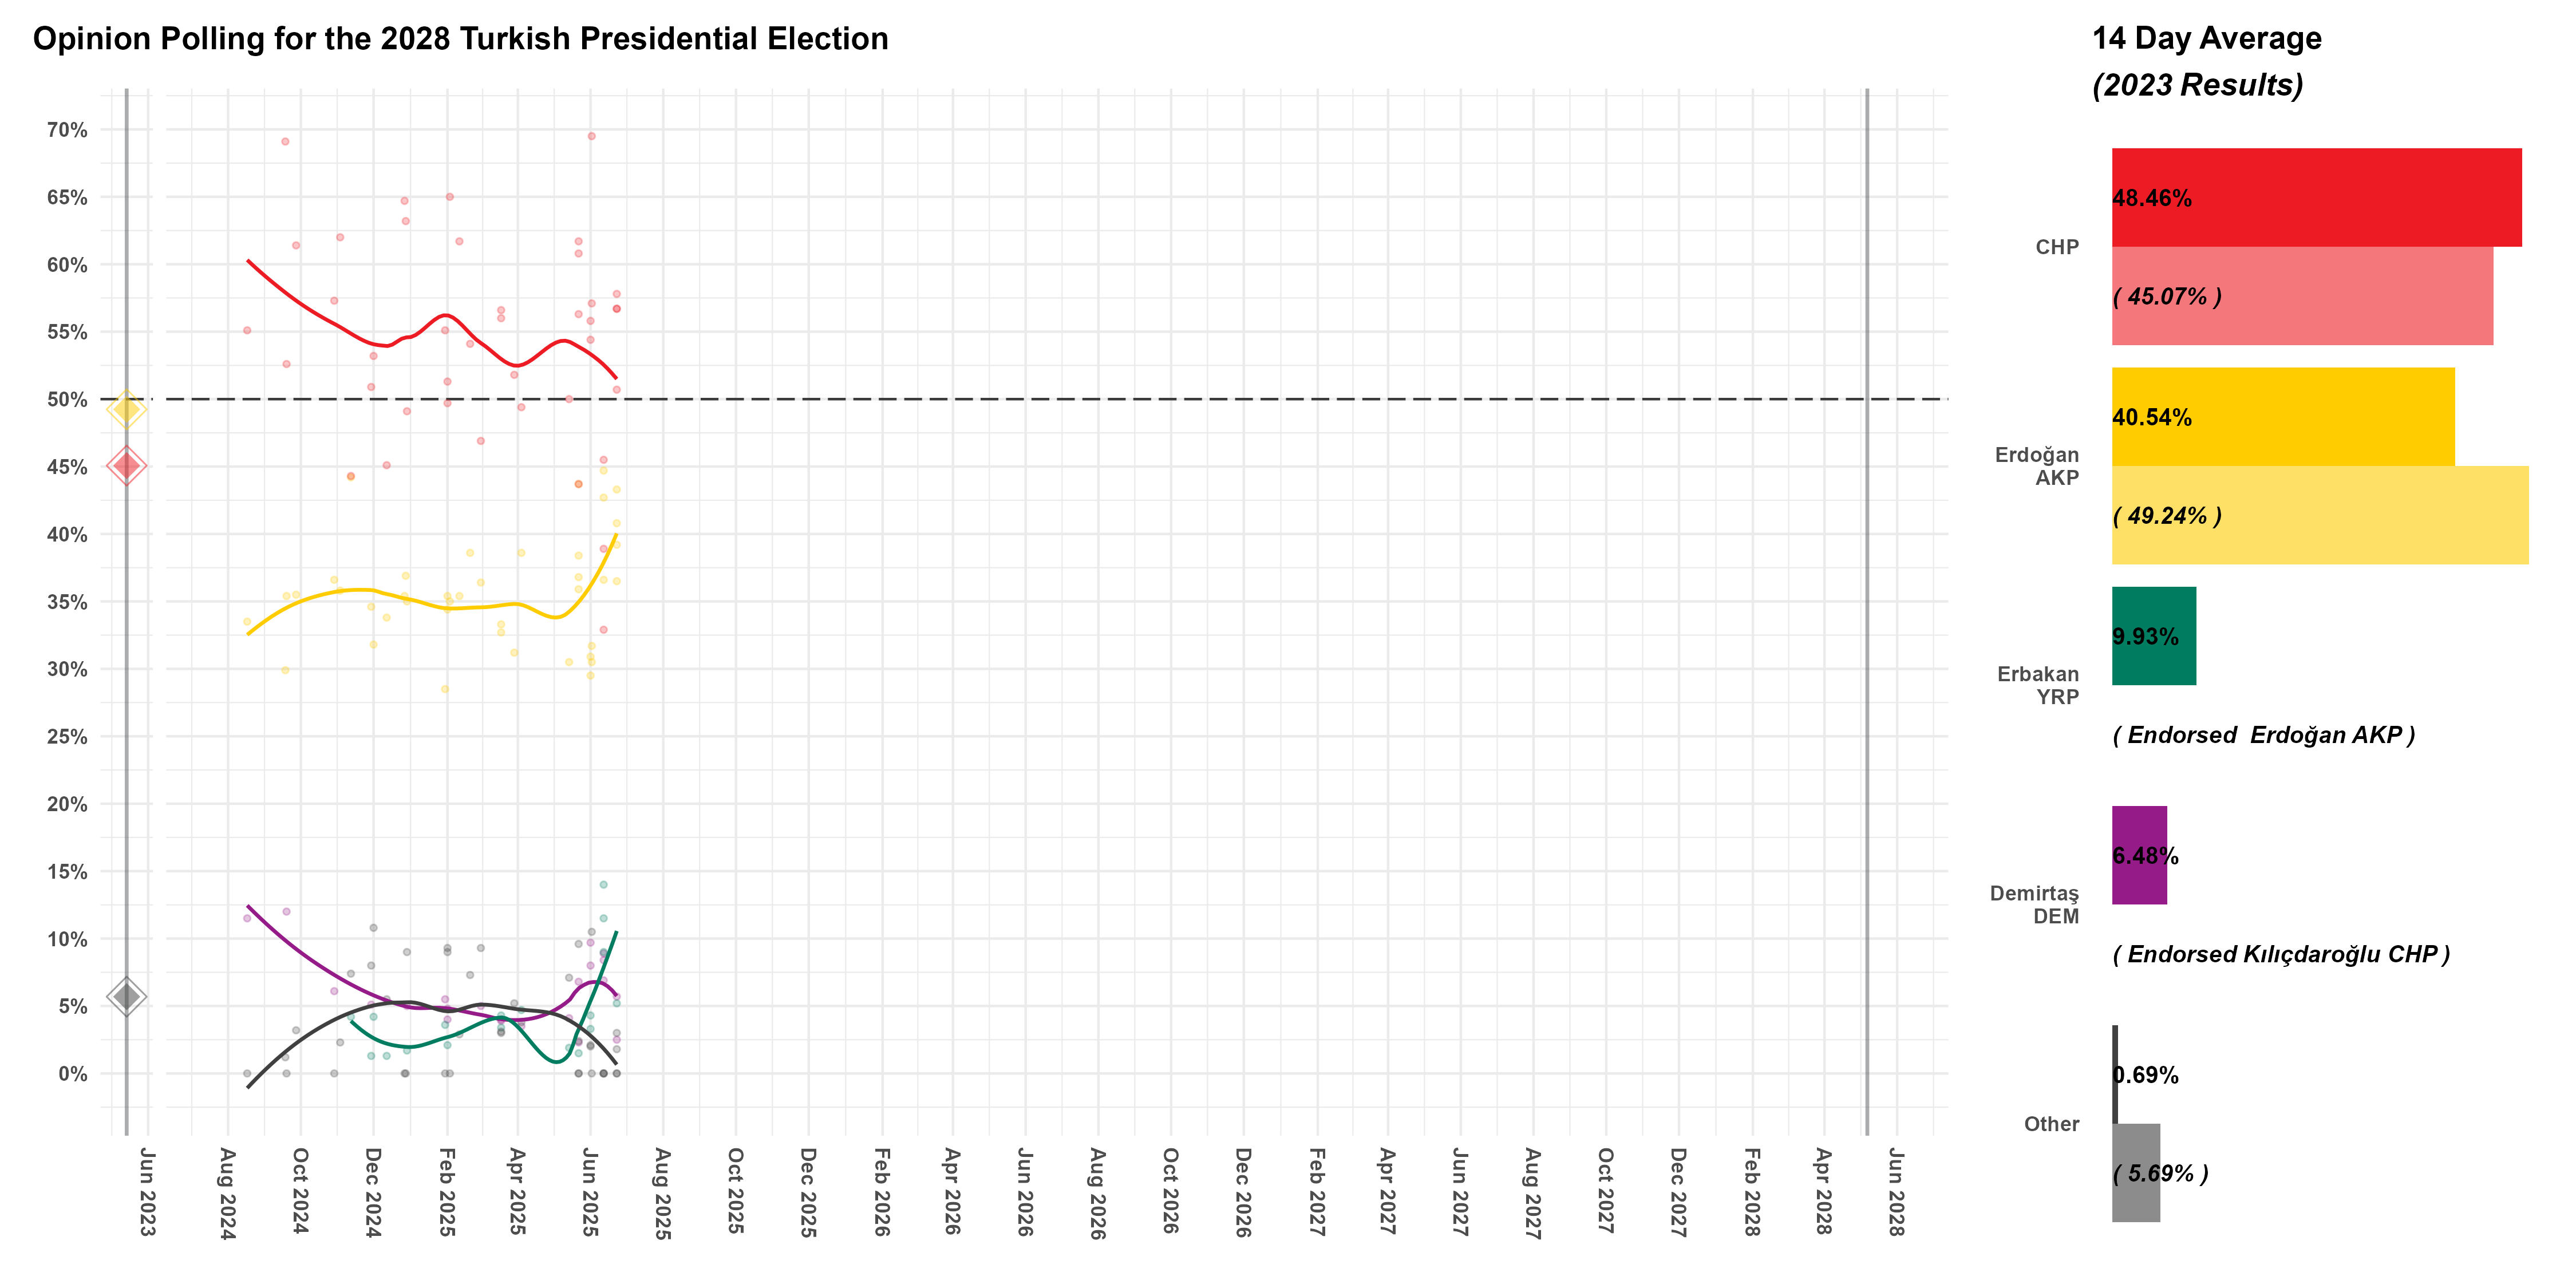 Opinion Polling for the 2028 Turkish Presidential Election
14 Day Average
(2023 Results)
70%
65%
60%
55%
50%
45%
40%
35%
30%
25%
20%
15%
10%
5%
0%
Jun 2023
Aug 2024
Oct 2024
Dec 2024
Feb 2025
Apr 2025
Jun 2025
Aug 2025
Oct 2025
Dec 2025
Feb 2026
Apr 2026
Jun 2026
Aug 2026
Oct 2026
Dec 2026
Feb 2027
Apr 2027
Jun 2027
Aug 2027
Oct 2027
Dec 2027
Feb 2028
Apr 2028
Jun 2028
CHP
48.46%
( 45.07% )
Erdoğan
AKP
40.54%
( 49.24% )
Erbakan
YRP
9.93%
( Endorsed  Erdoğan AKP )
Demirtaş
DEM
6.48%
( Endorsed Kılıçdaroğlu CHP )
Other
0.69%
( 5.69% )